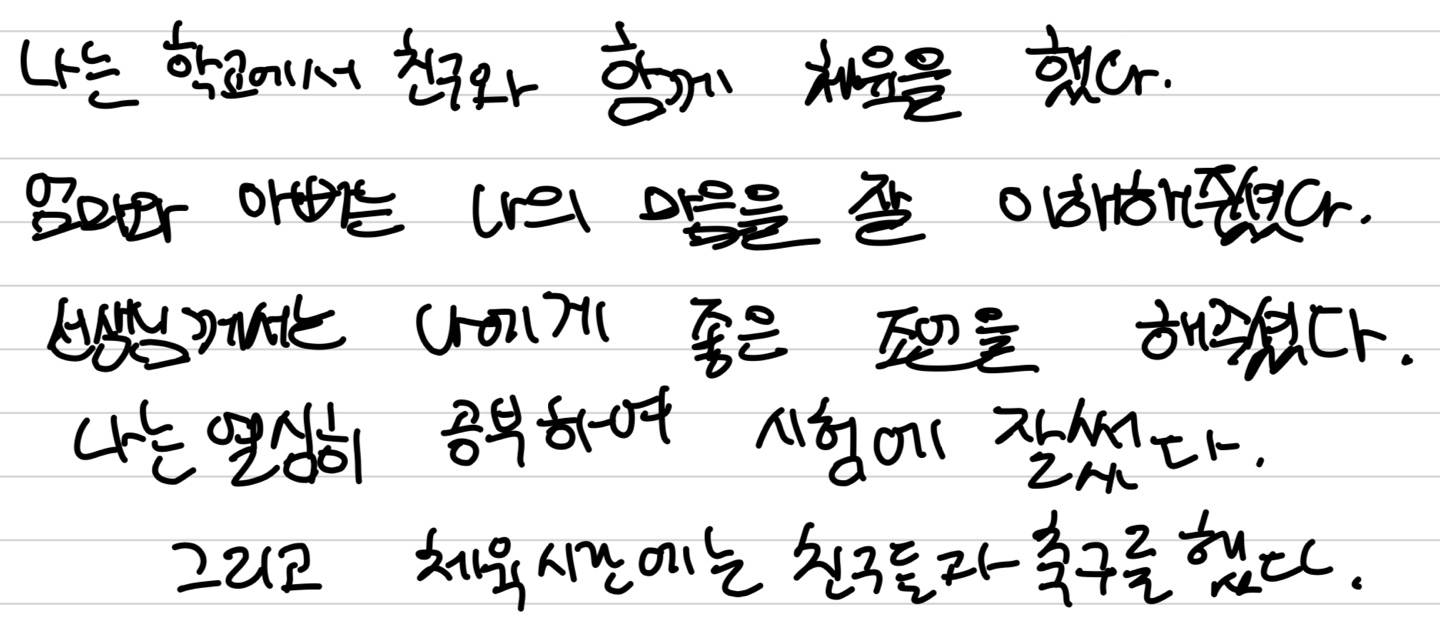 나는 학교에서 친구와 함께 체육을 했다.
엄마와 아빠는 나의 마음을 잘 이해해주셨다.
선생님께서는 나에게 좋은 조언을 해주셨다.
나는 열심히 공부하여 시험에 잘썼다.
그리고 체육시간에는 친구들과 축구를 했다.